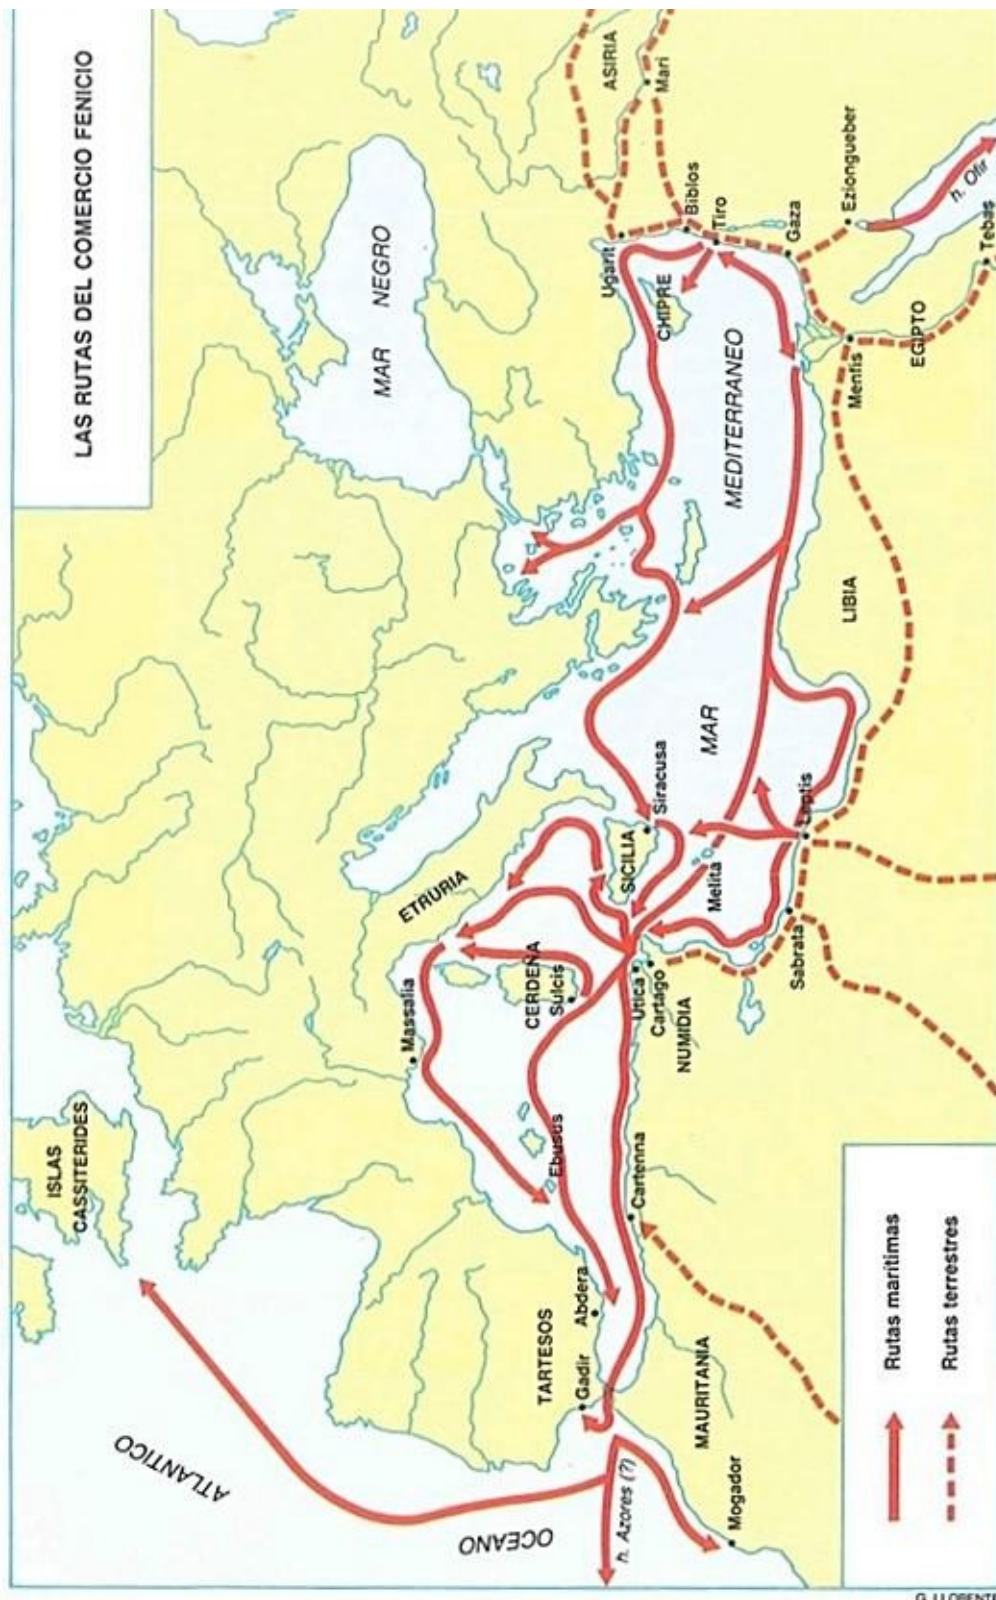 LAS RUTAS DEL COMERCIO FENICIO
ISLAS
CASSITERIDES
OCEANO
ATLANTICO
h. Azores (?)
Mogador
MAURITANIA
TARTESOS
Gadir
Abdera
Ebusus
Cartenna
Massalia
CERDEÑA
Sulcis
ETRURIA
Utica
Cartago
NUMIDIA
SICILIA
Siracusa
Melita
Sabrata
Leptis
MAR
MEDITERRANEO
LIBIA
MAR NEGRO
CHIPRE
Ugarit
Biblos
Tiro
Gaza
ASIRIA
Mari
Eziongueber
h. Ofir
Menfis
EGIPTO
Tebas
Rutas marítimas
Rutas terrestres
G. J. LLORENTE